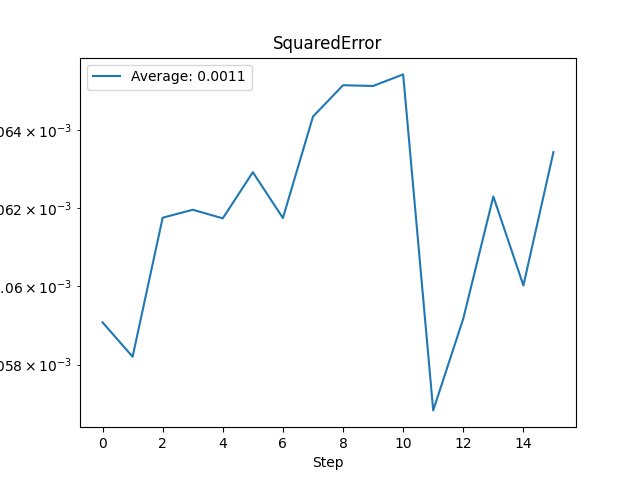 SquaredError
Average: 0.0011
064 × 10⁻³
062 × 10⁻³
.06 × 10⁻³
058 × 10⁻³
0 2 4 6 8 10 12 14
Step